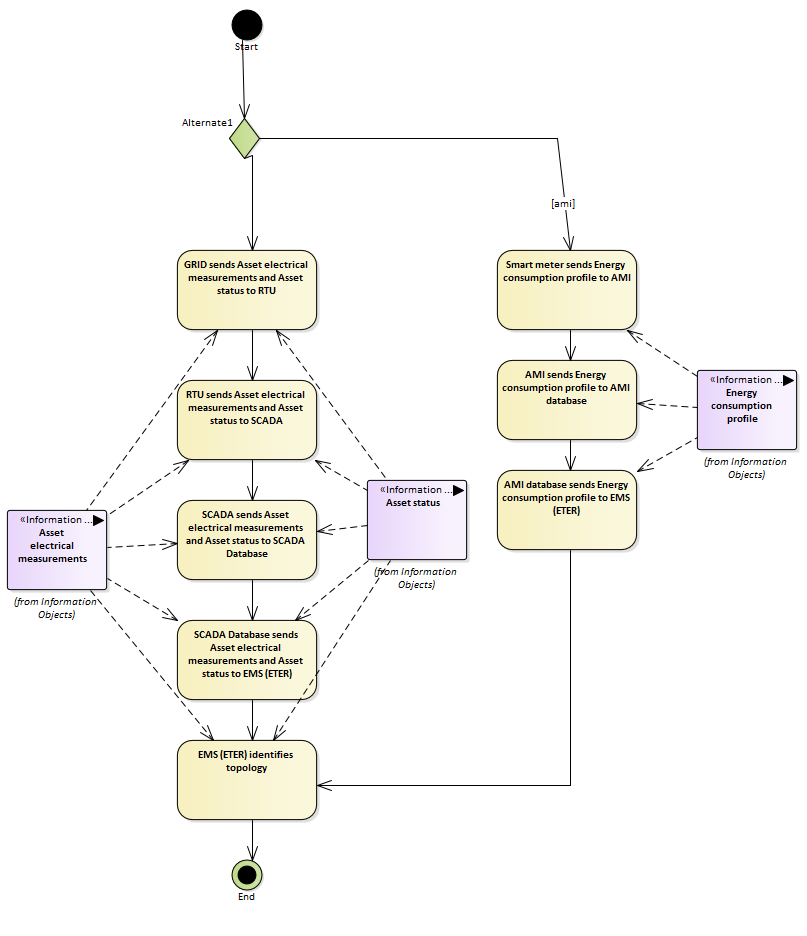 Start
Alternate1
[ami]
GRID sends Asset electrical
measurements and Asset
status to RTU
Smart meter sends Energy
consumption profile to AMI
RTU sends Asset electrical
measurements and Asset
status to SCADA
AMI sends Energy
consumption profile to AMI
database
«Information ...
Energy
consumption
profile
(from Information
Objects)
SCADA sends Asset
electrical measurements
and Asset status to SCADA
Database
«Information ...
Asset status
(from Information
Objects)
AMI database sends Energy
consumption profile to EMS
(ETER)
«Information ...
Asset
electrical
measurements
(from Information
Objects)
SCADA Database sends
Asset electrical
measurements and Asset
status to EMS (ETER)
EMS (ETER) identifies
topology
End